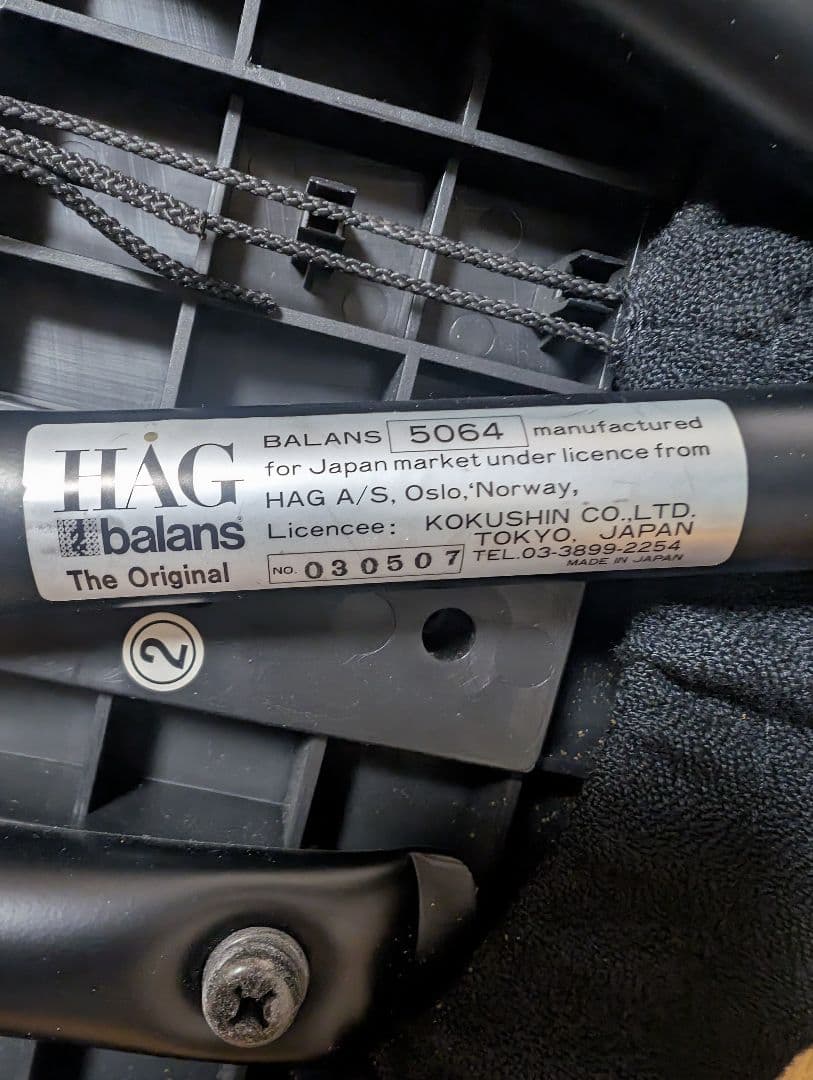 HÅG
balans®
The Original
BALANS 5064 manufactured
for Japan market under licence from
HAG A/S, Oslo,‘Norway,
Licencee: KOKUSHIN CO.,LTD.
TOKYO, JAPAN
NO. 030507 TEL.03-3899-2254
MADE IN JAPAN
2